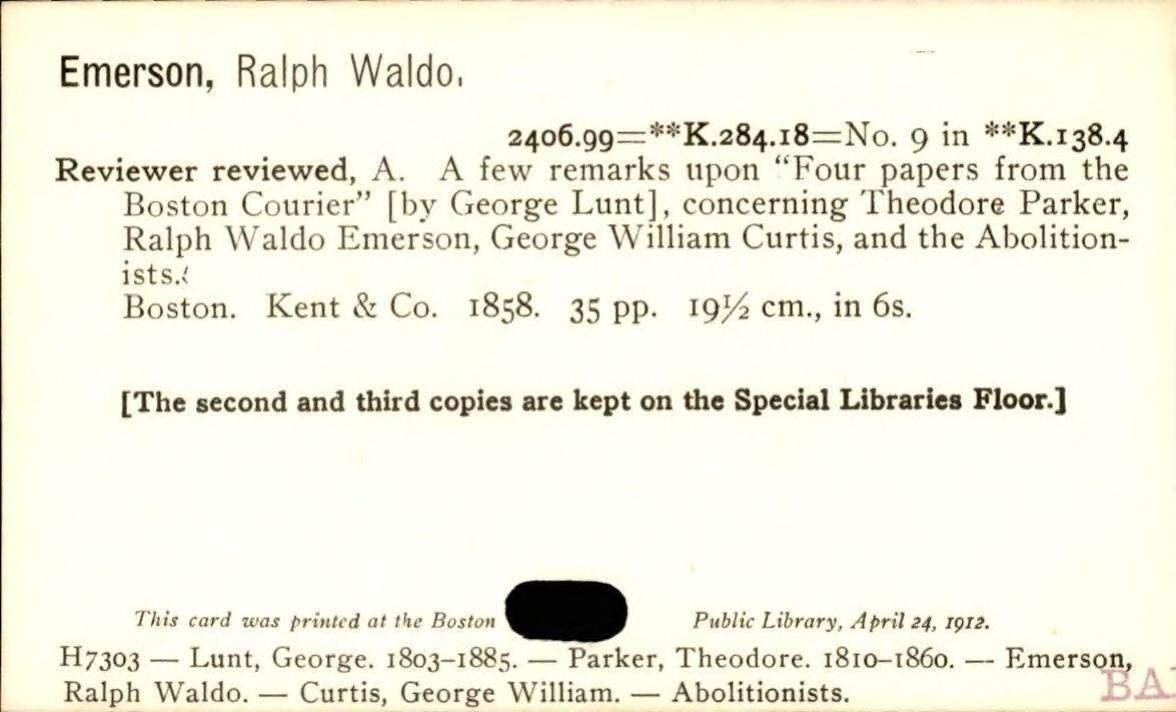 Emerson, Ralph Waldo.
2406.99=**K.284.18=No. 9 in **K.138.4
Reviewer reviewed, A. A few remarks upon "Four papers from the
Boston Courier" [by George Lunt], concerning Theodore Parker,
Ralph Waldo Emerson, George William Curtis, and the Abolition-
ists.
Boston. Kent & Co. 1858. 35 pp. 19½ cm., in 6s.
[The second and third copies are kept on the Special Libraries Floor.]
This card was printed at the Boston Public Library, April 24, 1912.
H7303 — Lunt, George. 1803-1885. — Parker, Theodore. 1810-1860. — Emerson,
Ralph Waldo. — Curtis, George William. — Abolitionists.